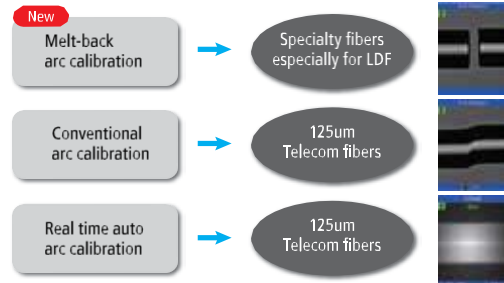 New
Melt-back
arc calibration
Specialty fibers
especially for LDF
Conventional
arc calibration
125um
Telecom fibers
Real time auto
arc calibration
125um
Telecom fibers